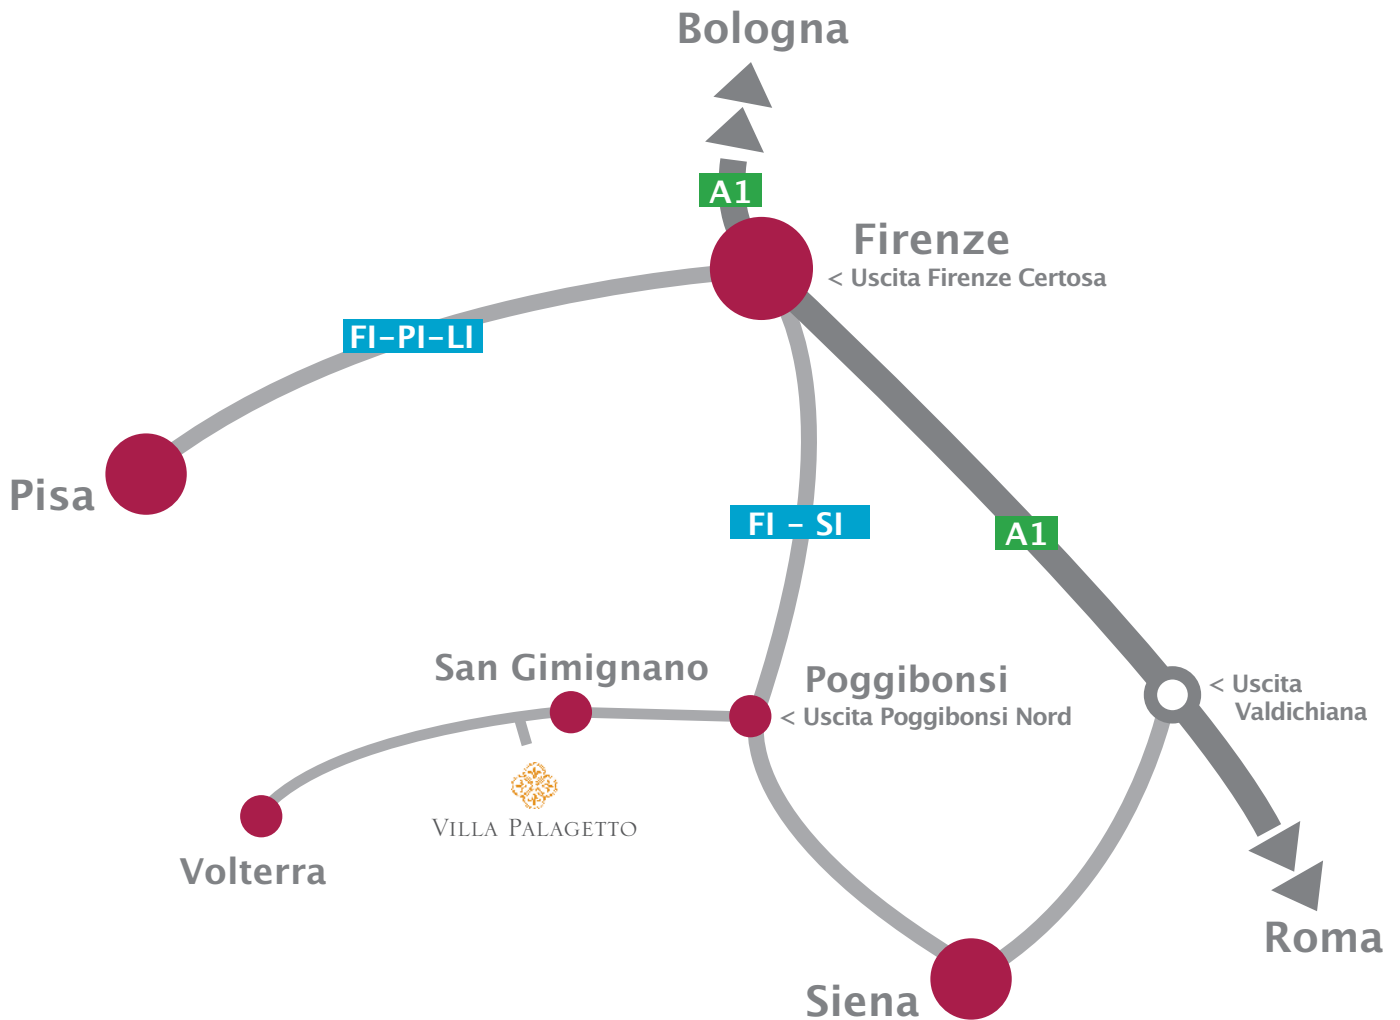 Bologna
A1
Firenze
< Uscita Firenze Certosa
FI-PI-LI
Pisa
FI - SI
A1
San Gimignano
Poggibonsi
< Uscita Poggibonsi Nord
< Uscita
Valdichiana
VILLA PALAGETTO
Volterra
Roma
Siena